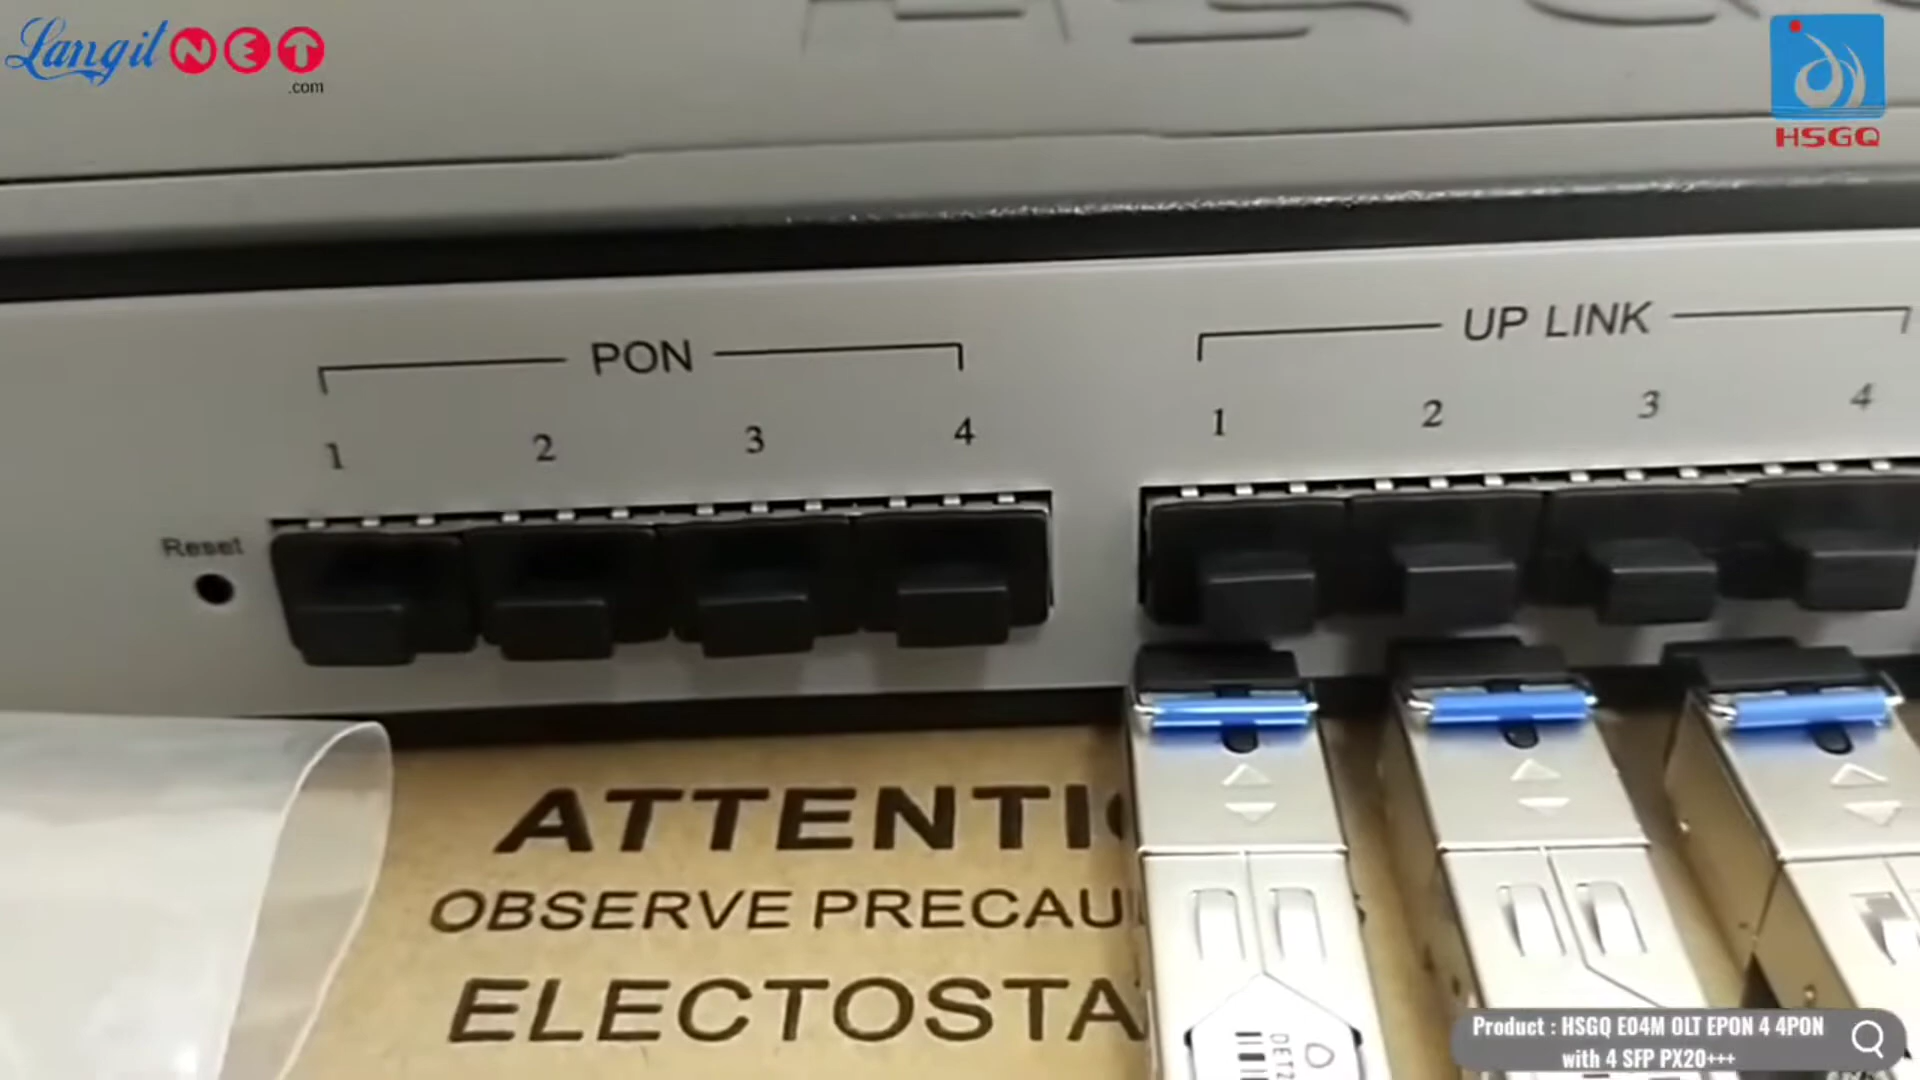 Langit NET
.com
HSGQ
PON
UP LINK
1 2 3 4
1 2 3 4
Reset
ATTENTI
OBSERVE PRECAU
ELECTOSTA
Product : HSGQ E04M OLT EPON 4 4PON
with 4 SFP PX20+++